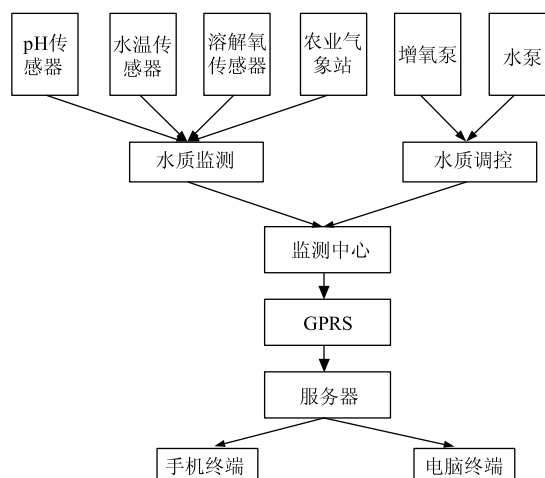 pH传
感器
水温传
感器
溶解氧
传感器
农业气
象站
增氧泵
水泵
水质监测
水质调控
监测中心
GPRS
服务器
手机终端
电脑终端